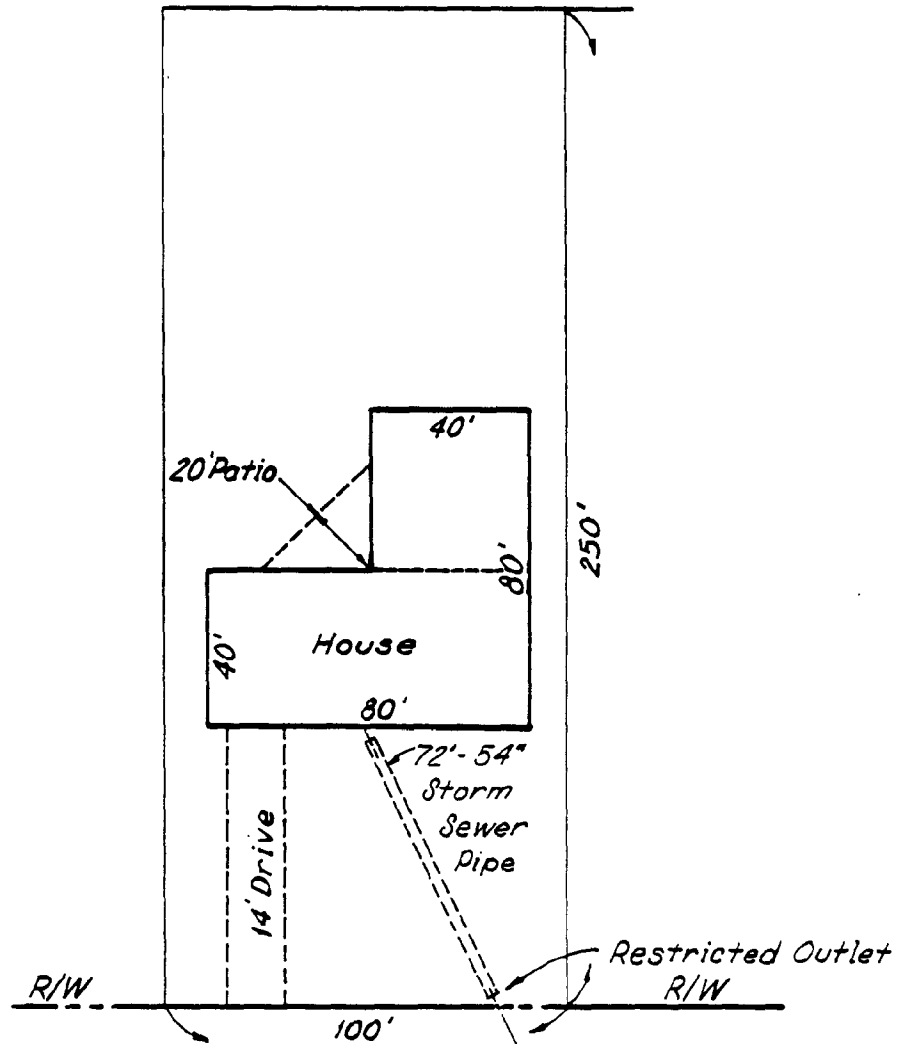 40'
20' Patio
250'
80'
40'
House
80'
72'-54"
Storm
Sewer
Pipe
14' Drive
Restricted Outlet
R/W
R/W
100'